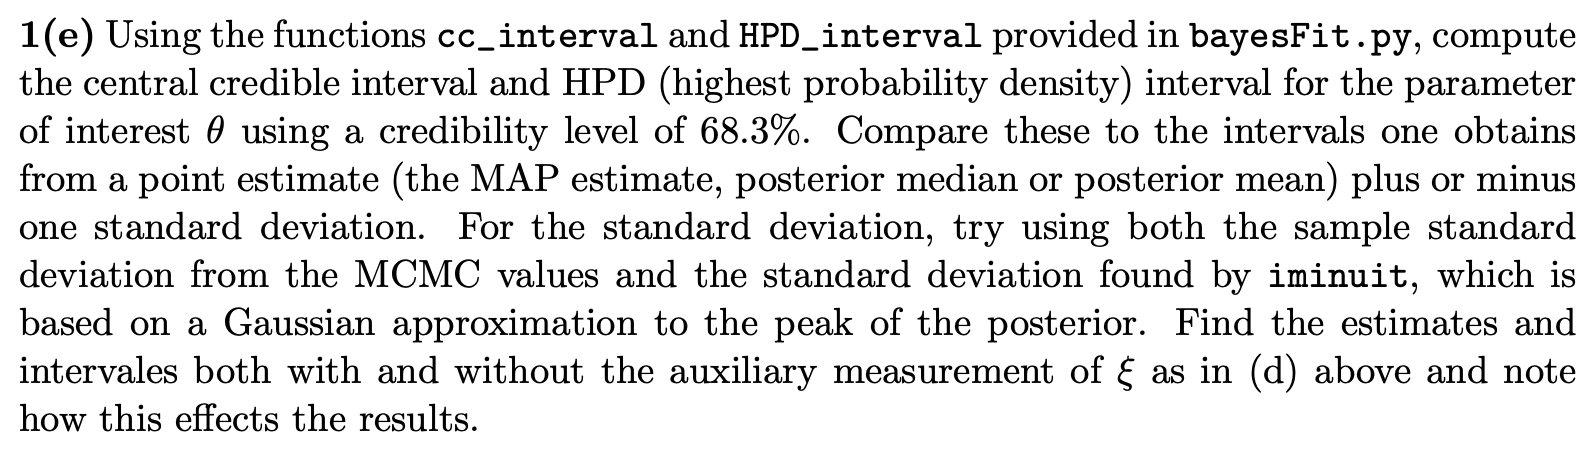 1(e) Using the functions cc_interval and HPD_interval provided in bayesFit.py, compute
the central credible interval and HPD (highest probability density) interval for the parameter
of interest θ using a credibility level of 68.3%. Compare these to the intervals one obtains
from a point estimate (the MAP estimate, posterior median or posterior mean) plus or minus
one standard deviation. For the standard deviation, try using both the sample standard
deviation from the MCMC values and the standard deviation found by iminuit, which is
based on a Gaussian approximation to the peak of the posterior. Find the estimates and
intervales both with and without the auxiliary measurement of ξ as in (d) above and note
how this effects the results.